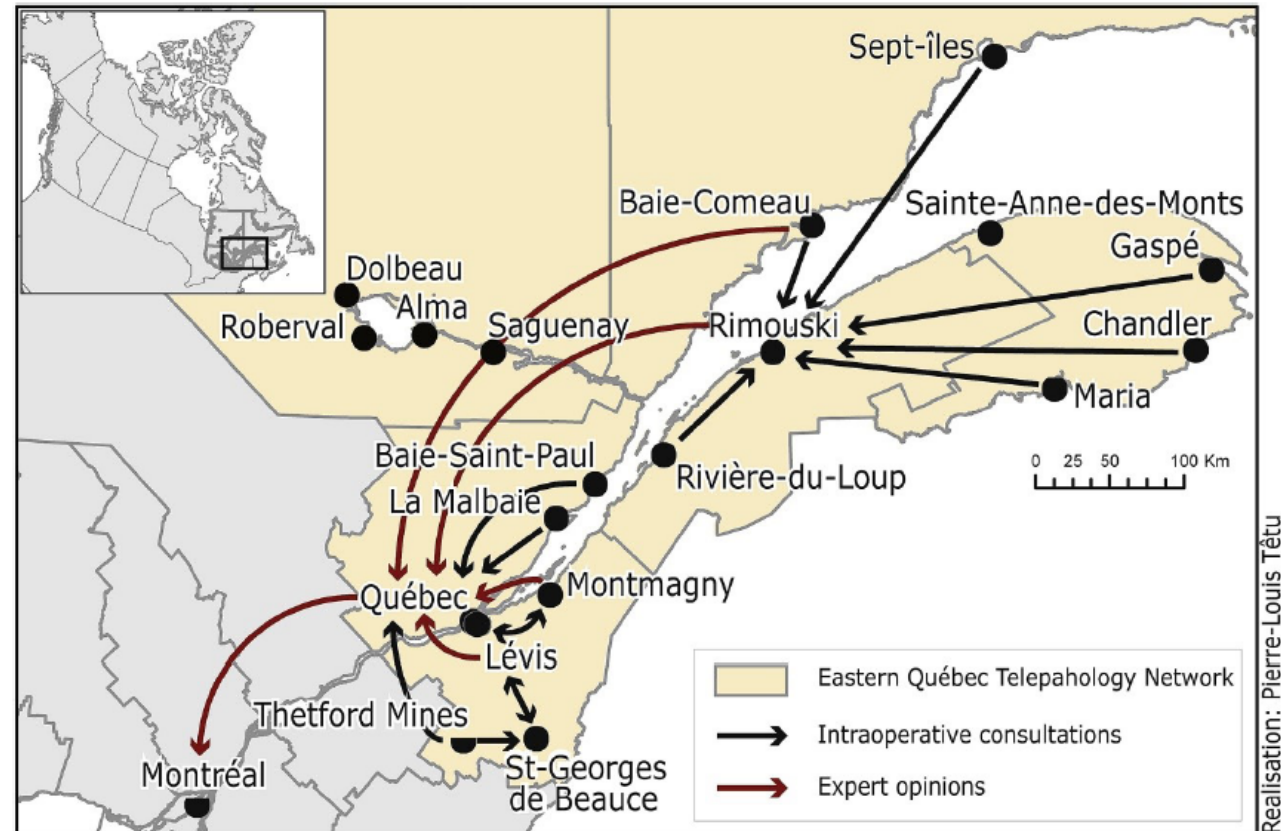 Sept-îles
Baie-Comeau
Sainte-Anne-des-Monts
Gaspé
Dolbeau
Alma
Roberval
Saguenay
Rimouski
Chandler
Maria
Baie-Saint-Paul
Rivière-du-Loup
0 25 50 100 Km
La Malbaie
Québec
Montmagny
Lévis
Thetford Mines
St-Georges
de Beauce
Montréal
Eastern Québec Telepahology Network
Intraoperative consultations
Expert opinions
Realisation: Pierre-Louis Têtu